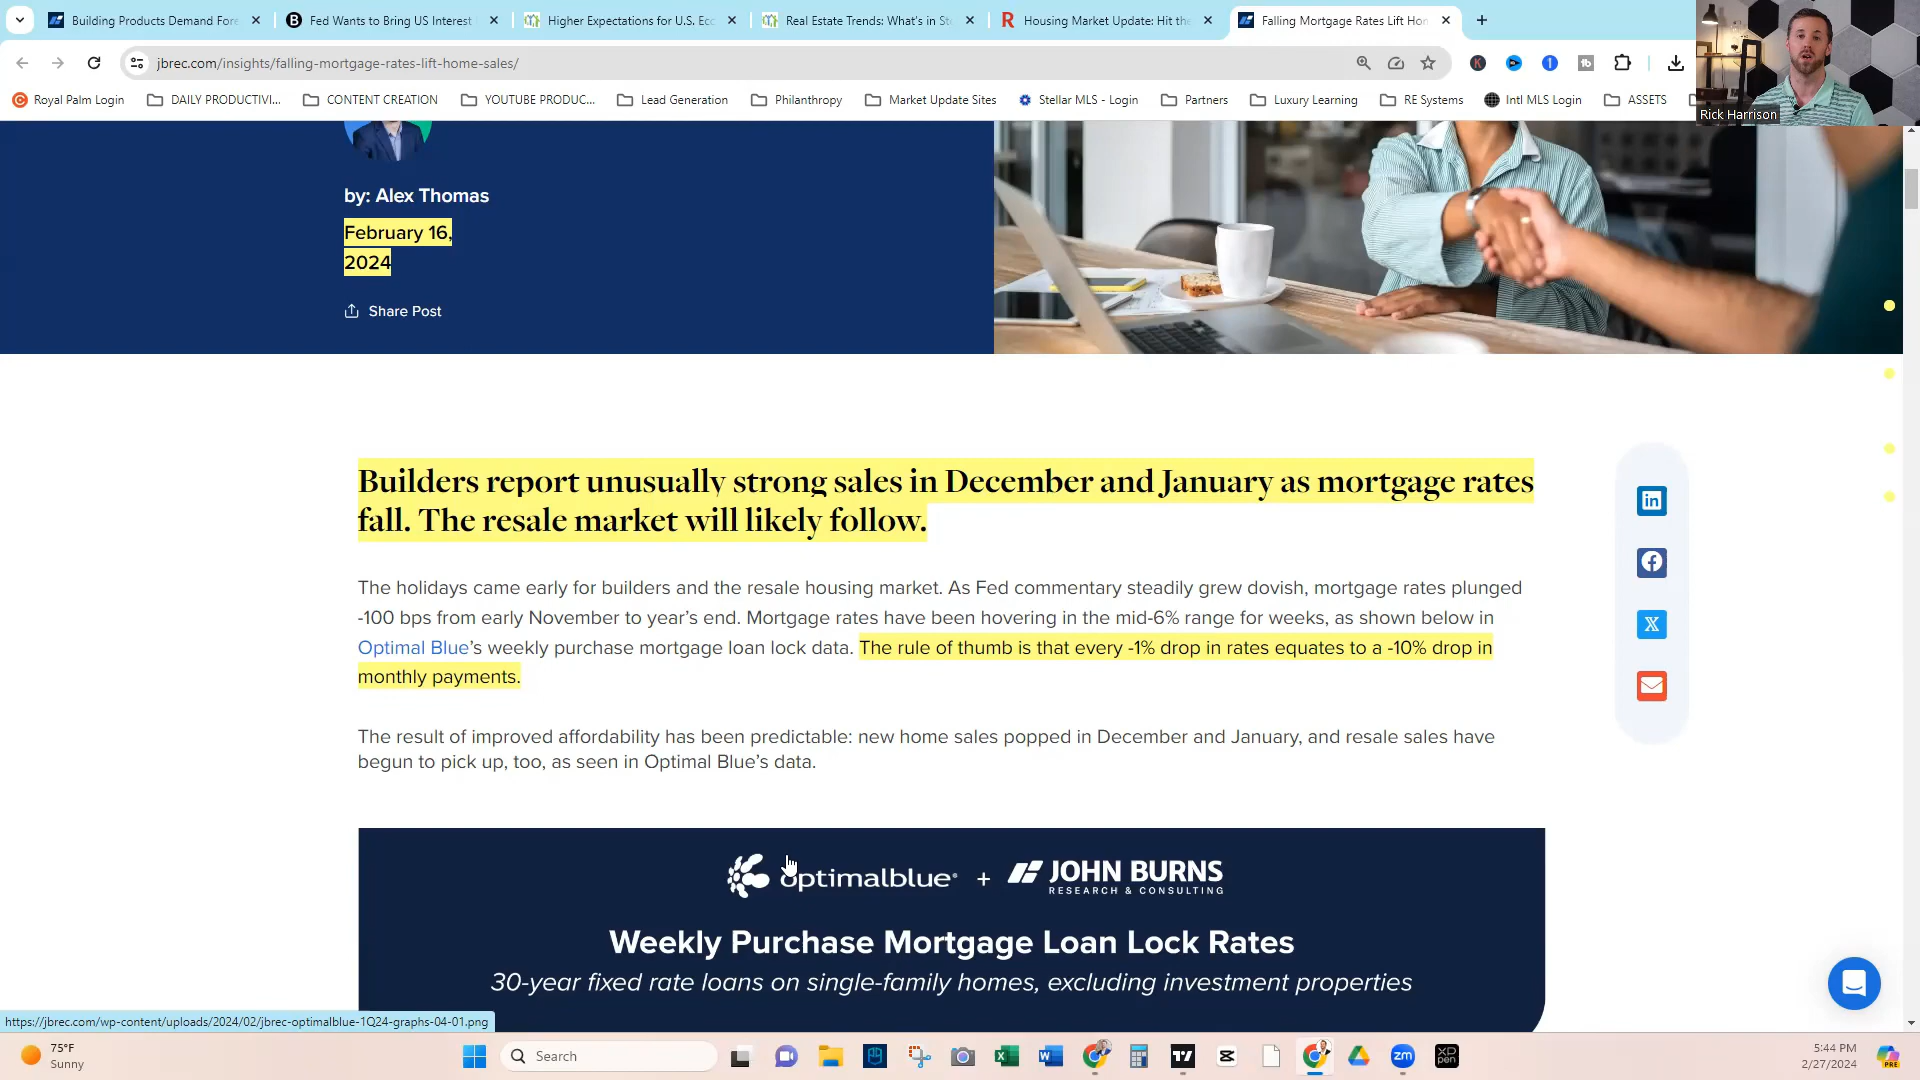 Building Products Demand Fore
Fed Wants to Bring US Interest
Higher Expectations for U.S. Ec
Real Estate Trends: What's in St
R Housing Market Update: Hit the
Falling Mortgage Rates Lift Hon
jbrec.com/insights/falling-mortgage-rates-lift-home-sales/
Royal Palm Login
DAILY PRODUCTIVI...
CONTENT CREATION
YOUTUBE PRODUC...
Lead Generation
Philanthropy
Market Update Sites
Stellar MLS - Login
Partners
Luxury Learning
RE Systems
Intl MLS Login
ASSETS
Rick Harrison
by: Alex Thomas
February 16,
2024
Share Post
Builders report unusually strong sales in December and January as mortgage rates
fall. The resale market will likely follow.
The holidays came early for builders and the resale housing market. As Fed commentary steadily grew dovish, mortgage rates plunged
-100 bps from early November to year's end. Mortgage rates have been hovering in the mid-6% range for weeks, as shown below in
Optimal Blue's weekly purchase mortgage loan lock data. The rule of thumb is that every -1% drop in rates equates to a -10% drop in
monthly payments.
The result of improved affordability has been predictable: new home sales popped in December and January, and resale sales have
begun to pick up, too, as seen in Optimal Blue's data.
optimalblue + JOHN BURNS
RESEARCH & CONSULTING
Weekly Purchase Mortgage Loan Lock Rates
30-year fixed rate loans on single-family homes, excluding investment properties
https://jbrec.com/wp-content/uploads/2024/02/jbrec-optimalblue-1Q24-graphs-04-01.png
75°F
Sunny
Search
zm
XP
pen
5:44 PM
2/27/2024
PRE